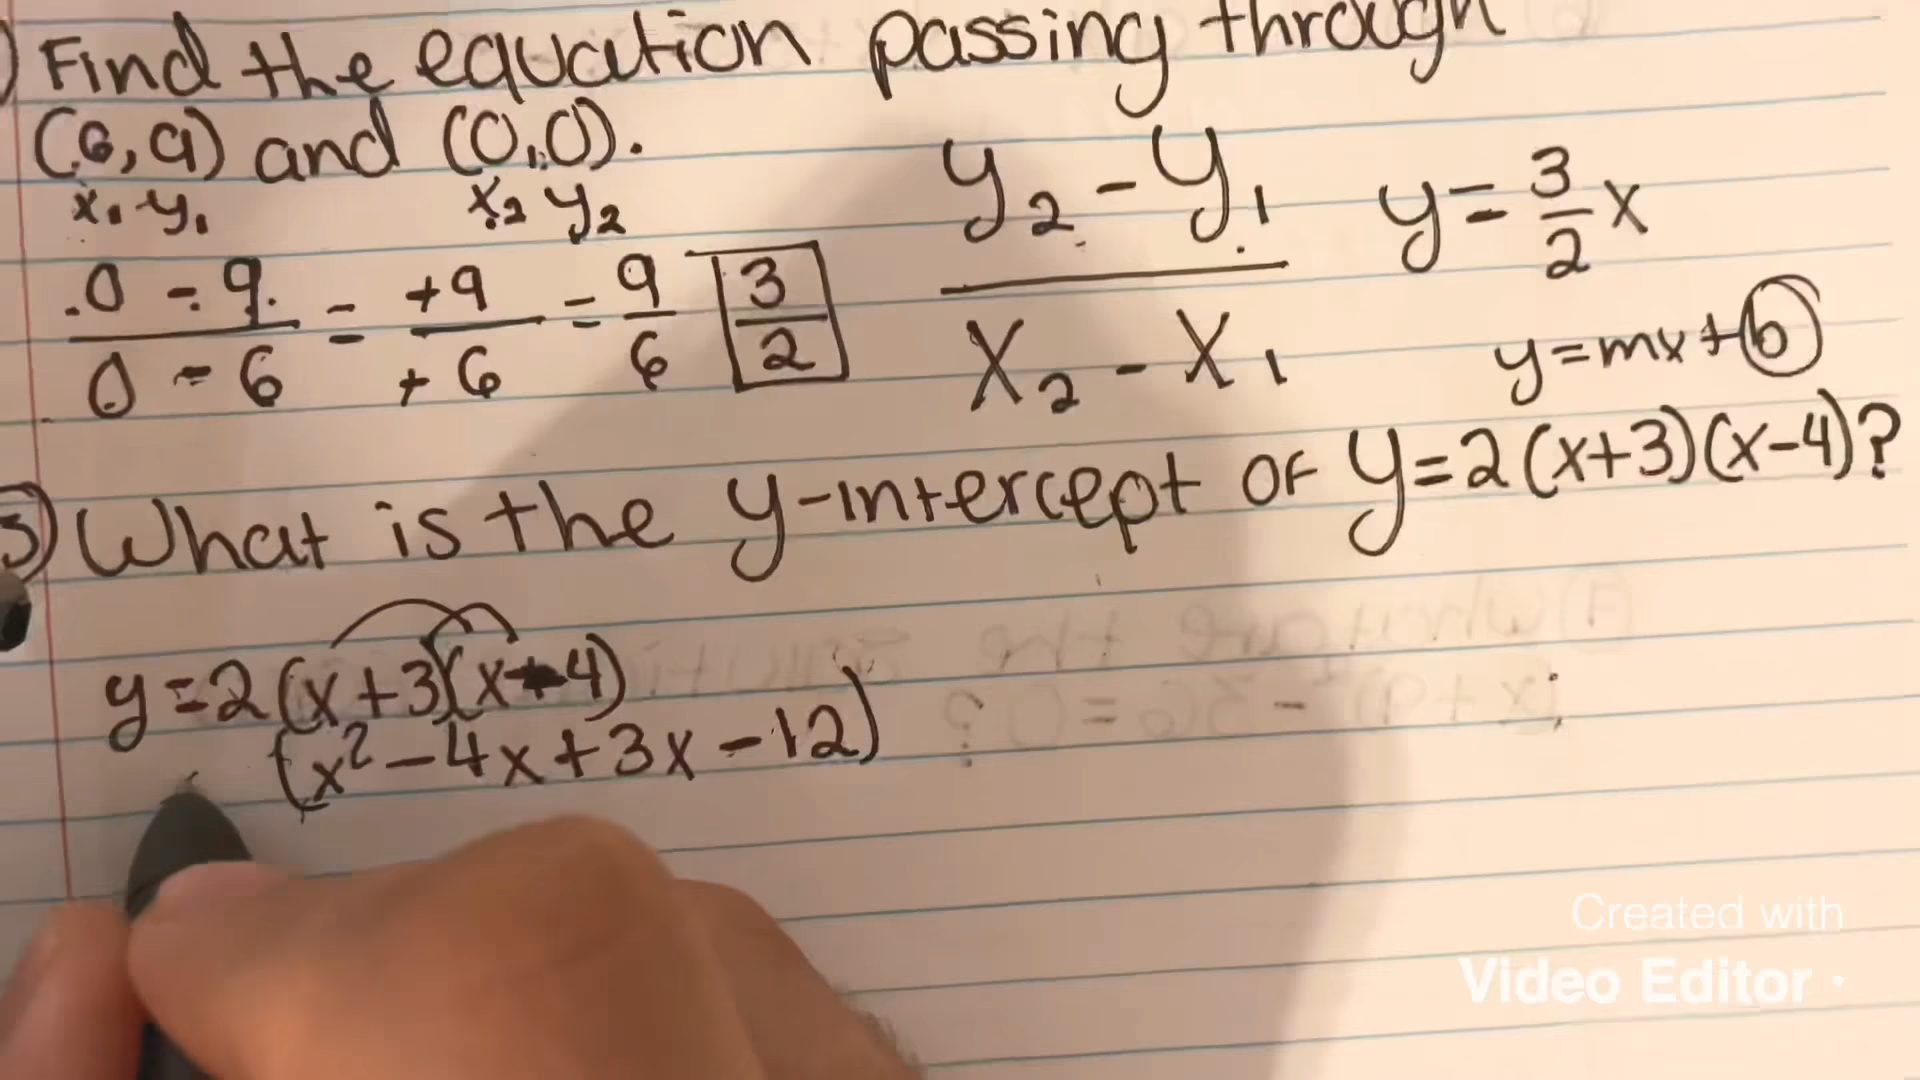 ) Find the equation passing through
(6,9) and (0,0).
x1 y1 x2 y2
0 - 9 / 0 - 6 = +9 / +6 = 9 / 6 3 / 2
y2 - y1 / x2 - x1
y = 3/2 x
y = mx + b
3) What is the y-intercept of y=2(x+3)(x-4)?
y = 2(x+3)(x-4)
(x² - 4x + 3x - 12)
Created with
Video Editor